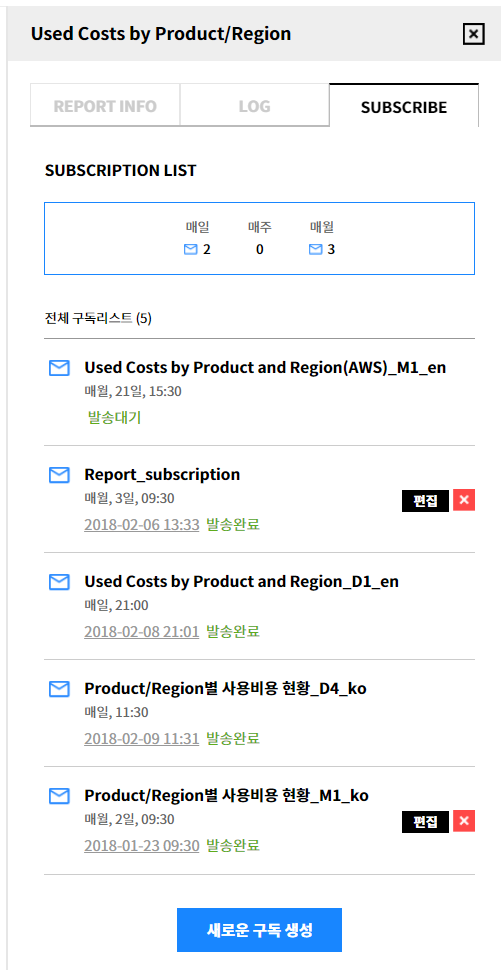 Used Costs by Product/Region
REPORT INFO LOG SUBSCRIBE
SUBSCRIPTION LIST
매일 매주 매월
2 0 3
전체 구독리스트 (5)
Used Costs by Product and Region(AWS)_M1_en
매월, 21일, 15:30
발송대기
Report_subscription
매월, 3일, 09:30
편집
2018-02-06 13:33 발송완료
Used Costs by Product and Region_D1_en
매일, 21:00
2018-02-08 21:01 발송완료
Product/Region별 사용비용 현황_D4_ko
매일, 11:30
2018-02-09 11:31 발송완료
Product/Region별 사용비용 현황_M1_ko
매월, 2일, 09:30
편집
2018-01-23 09:30 발송완료
새로운 구독 생성